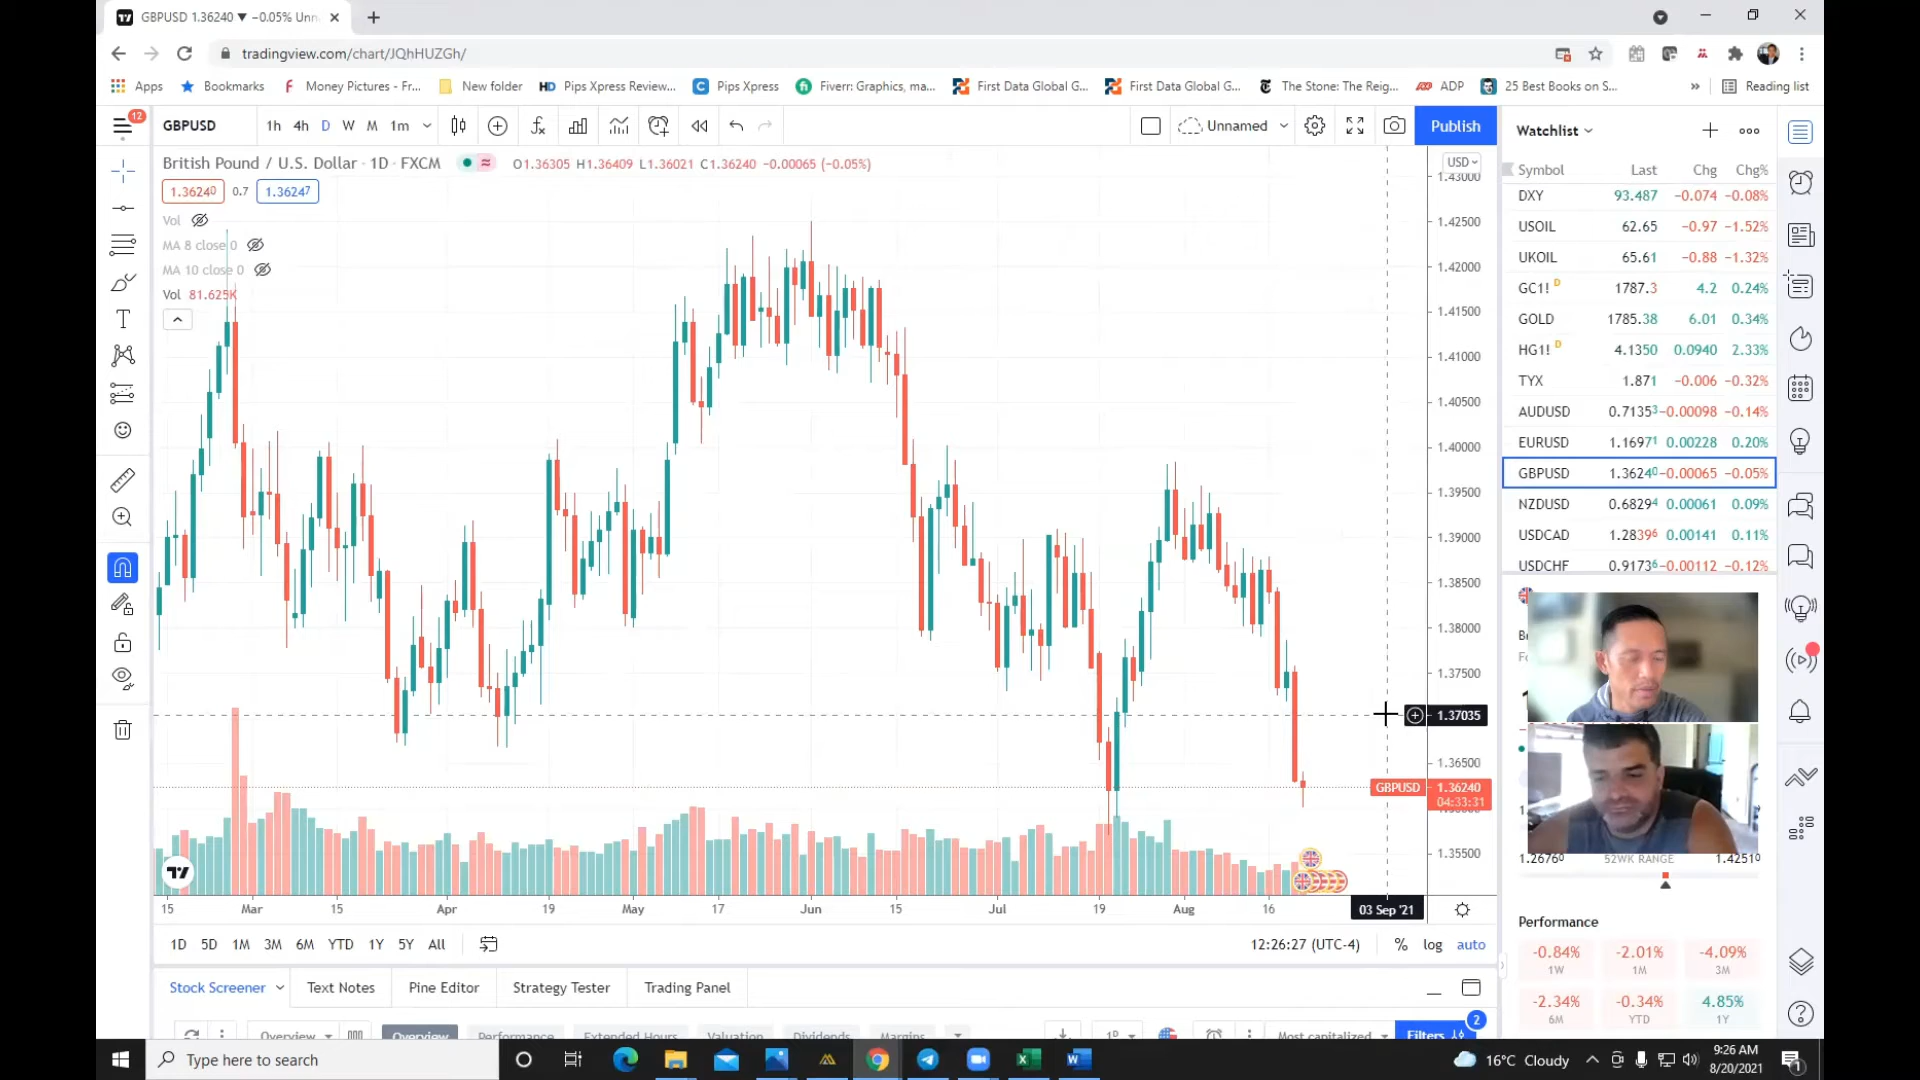 GBPUSD 1.36240 ▼ −0.05% Unn
tradingview.com/chart/JQhHUZGh/
Apps Bookmarks Money Pictures - Fr... New folder Pips Xpress Review... Pips Xpress Fiverr: Graphics, ma... First Data Global G... First Data Global G... The Stone: The Reig... ADP 25 Best Books on S... » Reading list
12
GBPUSD 1h 4h D W M 1m Unnamed Publish
Watchlist
British Pound / U.S. Dollar · 1D · FXCM O1.36305 H1.36409 L1.36021 C1.36240 −0.00065 (−0.05%)
USD
1.36240 0.7 1.36247
Vol
MA 8 close 0
MA 10 close 0
Vol 81.625K
1.43000
1.42500
1.42000
1.41500
1.41000
1.40500
1.40000
1.39500
1.39000
1.38500
1.38000
1.37500
1.37035
1.36500
GBPUSD 1.36240
04:33:31
1.35500
15 Mar 15 Apr 19 May 17 Jun 15 Jul 19 Aug 16 03 Sep '21
1D 5D 1M 3M 6M YTD 1Y 5Y All 12:26:27 (UTC-4) % log auto
Symbol Last Chg Chg%
DXY 93.487 −0.074 −0.08%
USOIL 62.65 −0.97 −1.52%
UKOIL 65.61 −0.88 −1.32%
GC1! D 1787.3 4.2 0.24%
GOLD 1785.38 6.01 0.34%
HG1! D 4.1350 0.0940 2.33%
TYX 1.871 −0.006 −0.32%
AUDUSD 0.71353 −0.00098 −0.14%
EURUSD 1.16971 0.00228 0.20%
GBPUSD 1.36240 −0.00065 −0.05%
NZDUSD 0.68294 0.00061 0.09%
USDCAD 1.28396 0.00141 0.11%
USDCHF 0.91736 −0.00112 −0.12%
1.26760 52WK RANGE 1.42510
Performance
−0.84% −2.01% −4.09%
1W 1M 3M
−2.34% −0.34% 4.85%
6M YTD 1Y
Stock Screener Text Notes Pine Editor Strategy Tester Trading Panel
Overview Overview Performance Extended Hours Valuation Dividends Margins 1D Most capitalized Filters 2
Type here to search
16°C Cloudy
9:26 AM
8/20/2021
1